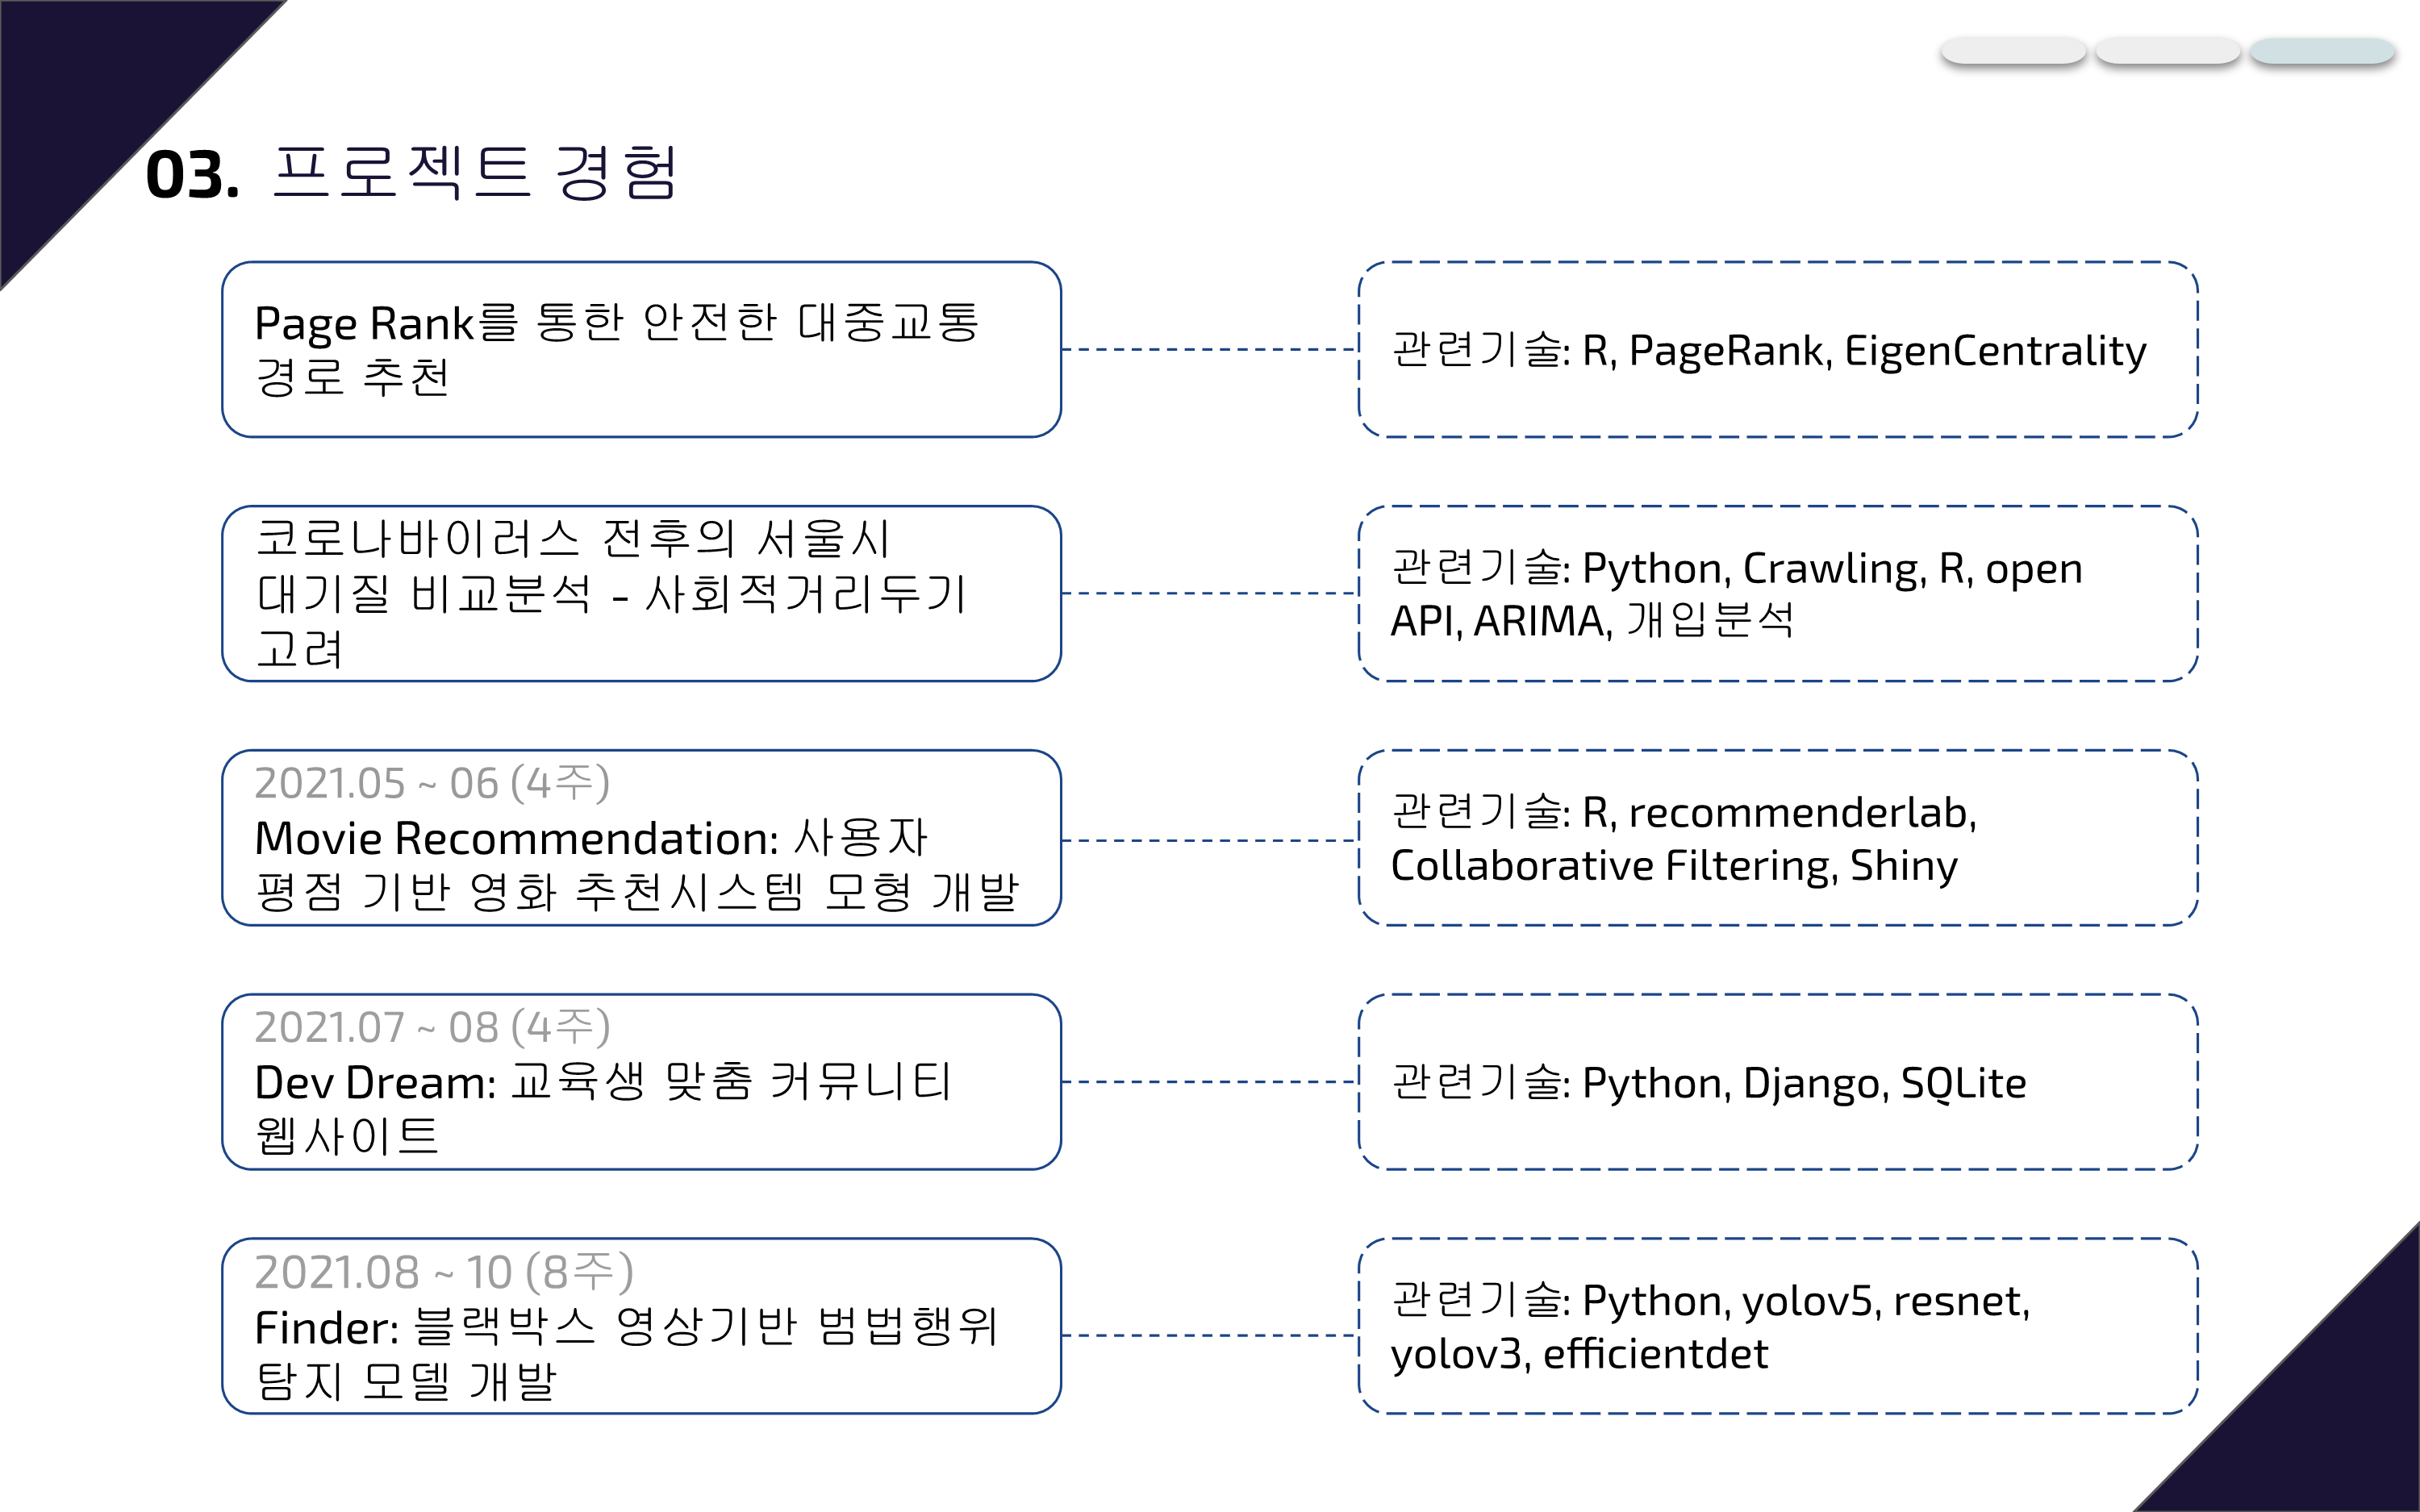 03. 프로젝트 경험
Page Rank를 통한 안전한 대중교통
경로 추천
관련기술: R, PageRank, EigenCentrality
코로나바이러스 전후의 서울시
대기질 비교분석 - 사회적거리두기
고려
관련기술: Python, Crawling, R, open
API, ARIMA, 개입분석
2021.05 ~ 06 (4주)
Movie Recommendation: 사용자
평점 기반 영화 추천시스템 모형 개발
관련기술: R, recommenderlab,
Collaborative Filtering, Shiny
2021.07 ~ 08 (4주)
Dev Dream: 교육생 맞춤 커뮤니티
웹사이트
관련기술: Python, Django, SQLite
2021.08 ~ 10 (8주)
Finder: 블랙박스 영상기반 범법행위
탐지 모델 개발
관련기술: Python, yolov5, resnet,
yolov3, efficientdet